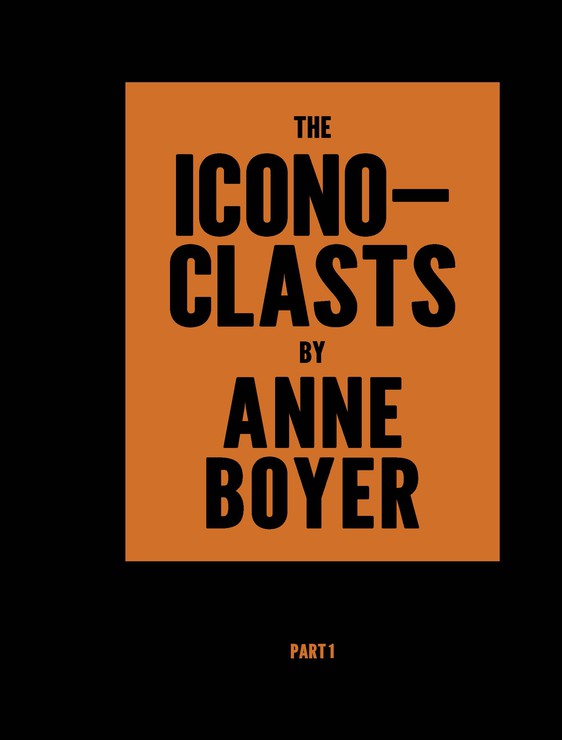 THE
ICONO—
CLASTS
BY
ANNE
BOYER
PART 1